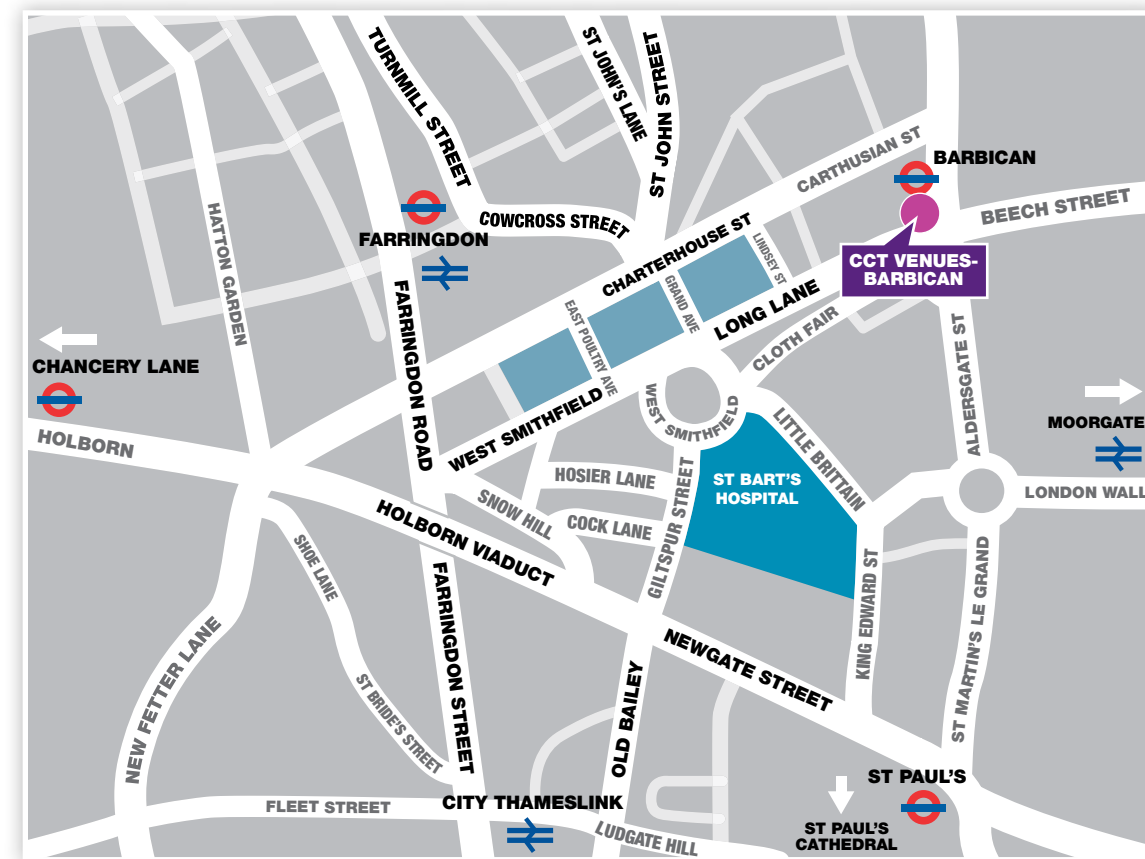 TURNMILL STREET
ST JOHN'S LANE
ST JOHN STREET
CARTHUSIAN ST
BARBICAN
BEECH STREET
HATTON GARDEN
FARRINGDON
COWCROSS STREET
CHARTERHOUSE ST
LINDSEY ST
CCT VENUES-
BARBICAN
GRAND AVE
EAST POULTRY AVE
LONG LANE
CLOTH FAIR
FARRINGDON ROAD
ALDERSGATE ST
CHANCERY LANE
HOLBORN
WEST SMITHFIELD
WEST SMITHFIELD
LITTLE BRITTAIN
MOORGATE
LONDON WALL
HOSIER LANE
ST BART'S
HOSPITAL
SNOW HILL
COCK LANE
GILTSPUR STREET
HOLBORN VIADUCT
SHOE LANE
FARRINGDON STREET
KING EDWARD ST
ST MARTIN'S LE GRAND
NEW FETTER LANE
ST BRIDE'S STREET
OLD BAILEY
NEWGATE STREET
ST PAUL'S
FLEET STREET
CITY THAMESLINK
LUDGATE HILL
ST PAUL'S
CATHEDRAL